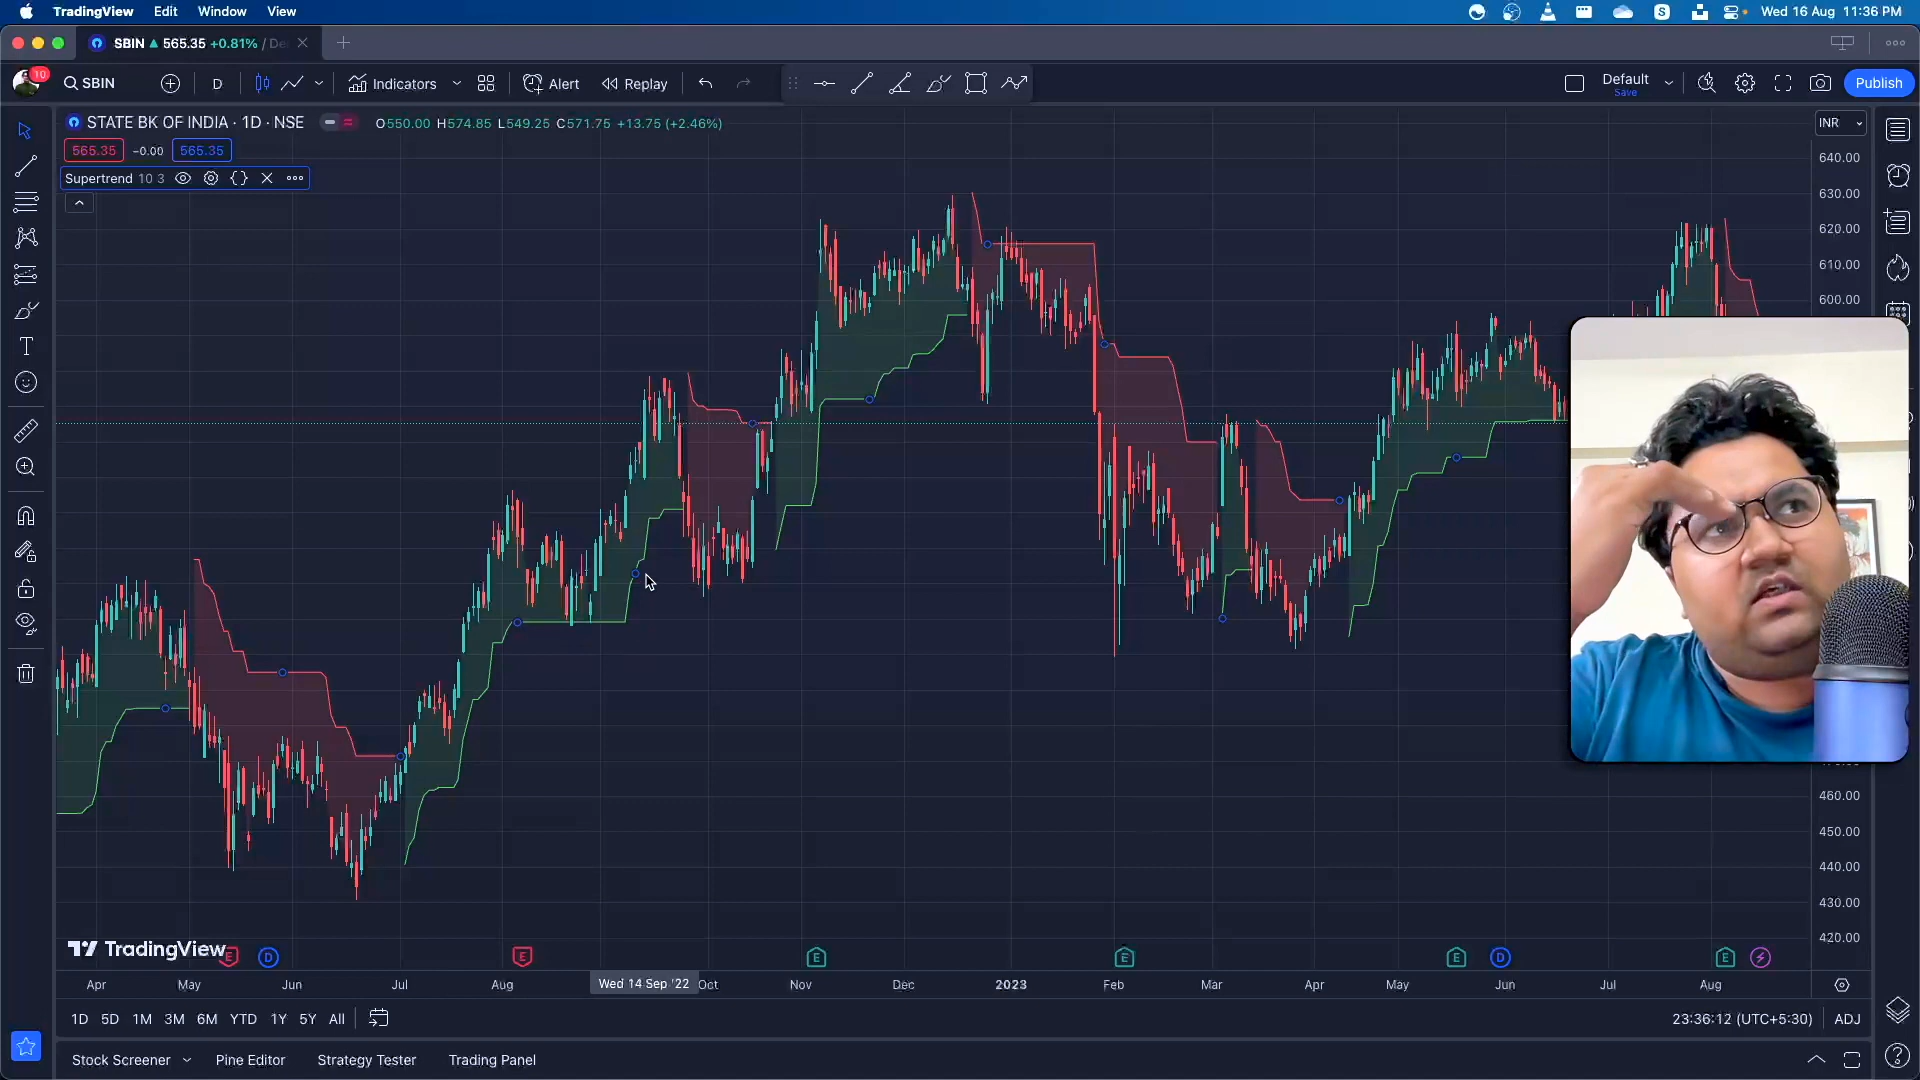 TradingView Edit Window View
Wed 16 Aug 11:36 PM
SBIN 565.35 +0.81% / De
10
SBIN
D
Indicators
Alert
Replay
Default
Save
Publish
STATE BK OF INDIA · 1D · NSE
O550.00 H574.85 L549.25 C571.75 +13.75 (+2.46%)
INR
565.35 -0.00 565.35
Supertrend 10 3
640.00
630.00
620.00
610.00
600.00
460.00
450.00
440.00
430.00
420.00
TradingView
E D E E E E D E
Apr May Jun Jul Aug Wed 14 Sep '22 Oct Nov Dec 2023 Feb Mar Apr May Jun Jul Aug
1D 5D 1M 3M 6M YTD 1Y 5Y All
23:36:12 (UTC+5:30) ADJ
Stock Screener Pine Editor Strategy Tester Trading Panel